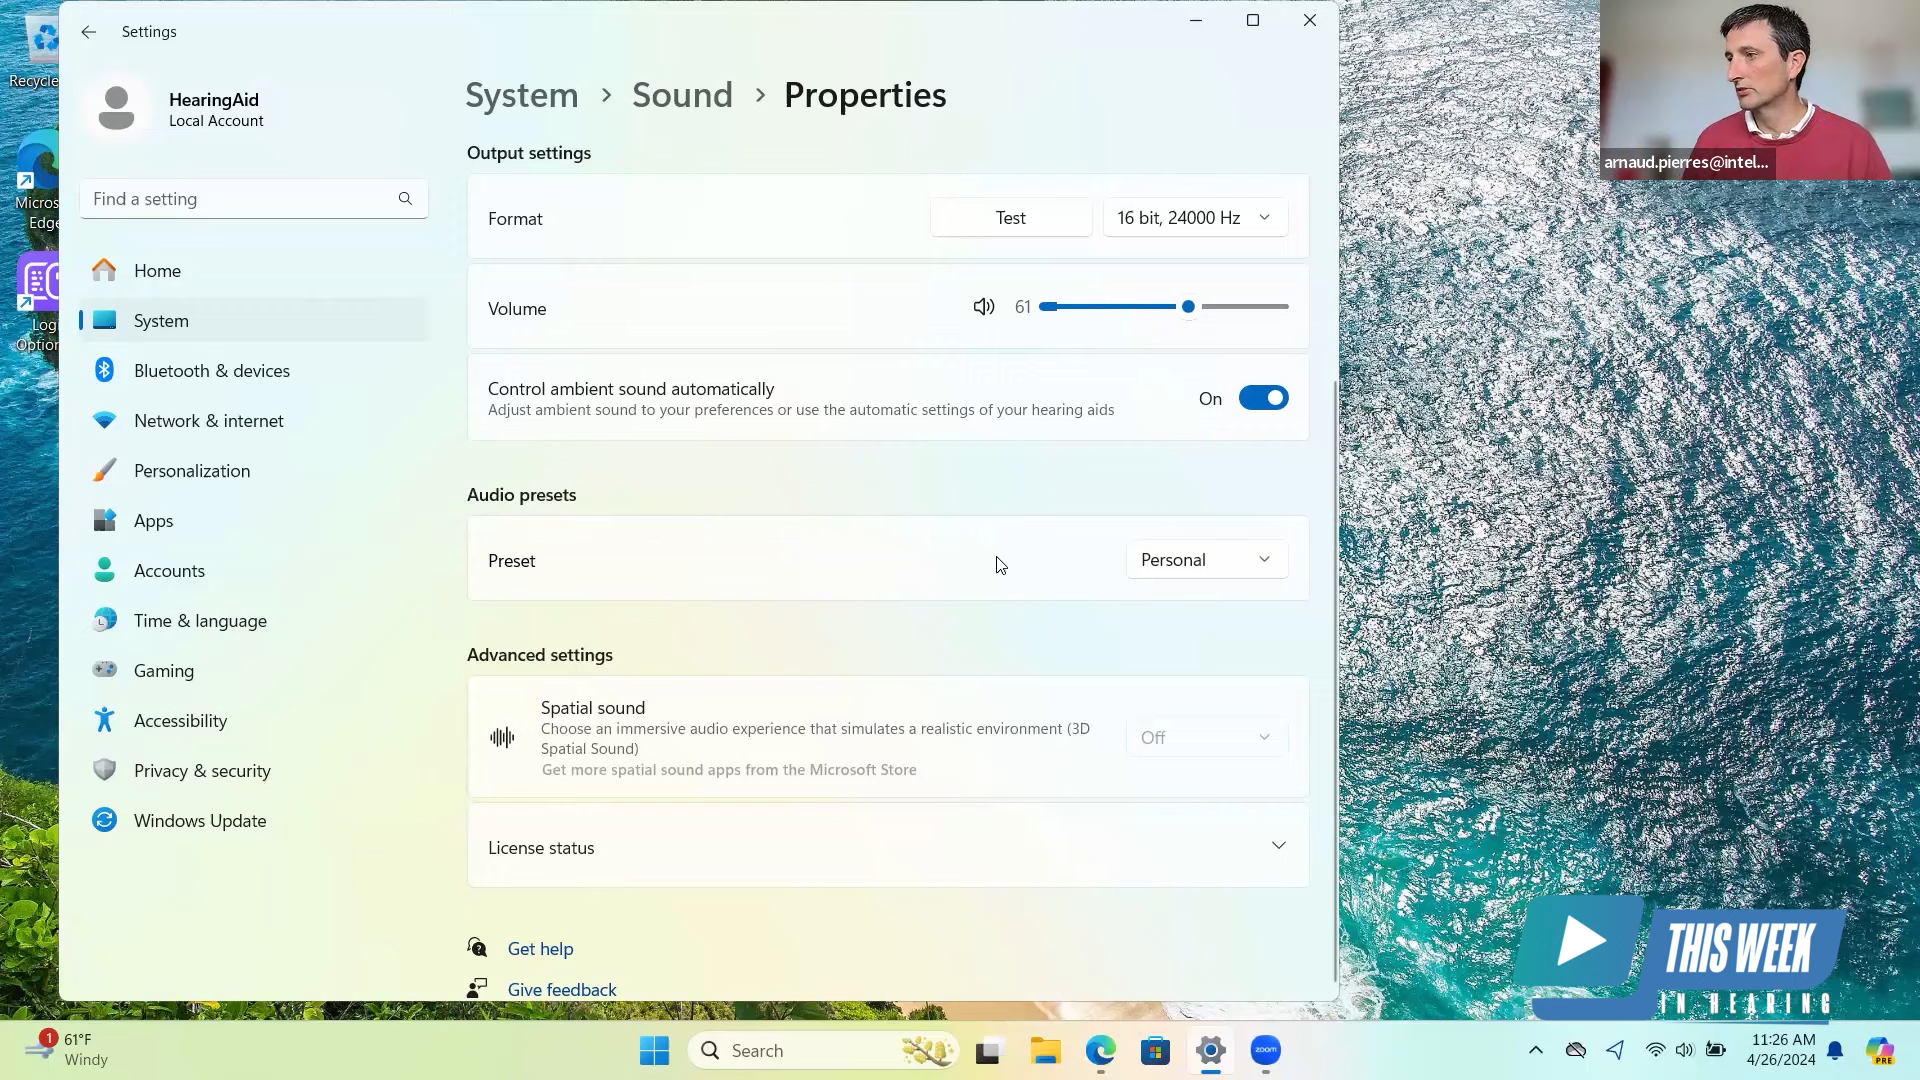 Settings
HearingAid
Local Account
Find a setting
Home
System
Bluetooth & devices
Network & internet
Personalization
Apps
Accounts
Time & language
Gaming
Accessibility
Privacy & security
Windows Update
System > Sound > Properties
Output settings
Format
Test
16 bit, 24000 Hz
Volume
61
Control ambient sound automatically
Adjust ambient sound to your preferences or use the automatic settings of your hearing aids
On
Audio presets
Preset
Personal
Advanced settings
Spatial sound
Choose an immersive audio experience that simulates a realistic environment (3D
Spatial Sound)
Get more spatial sound apps from the Microsoft Store
Off
License status
Get help
Give feedback
Recycle
Micros
Edge
Logi
Option
arnaud.pierres@intel...
THIS WEEK
IN HEARING
1
61°F
Windy
Search
zoom
11:26 AM
4/26/2024
PRE